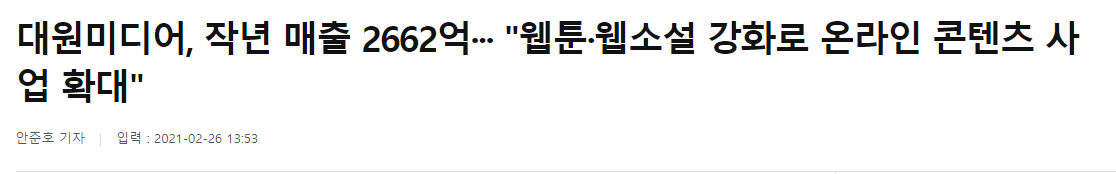 대원미디어, 작년 매출 2662억··· "웹툰·웹소설 강화로 온라인 콘텐츠 사
업 확대"
안준호 기자 | 입력 : 2021-02-26 13:53